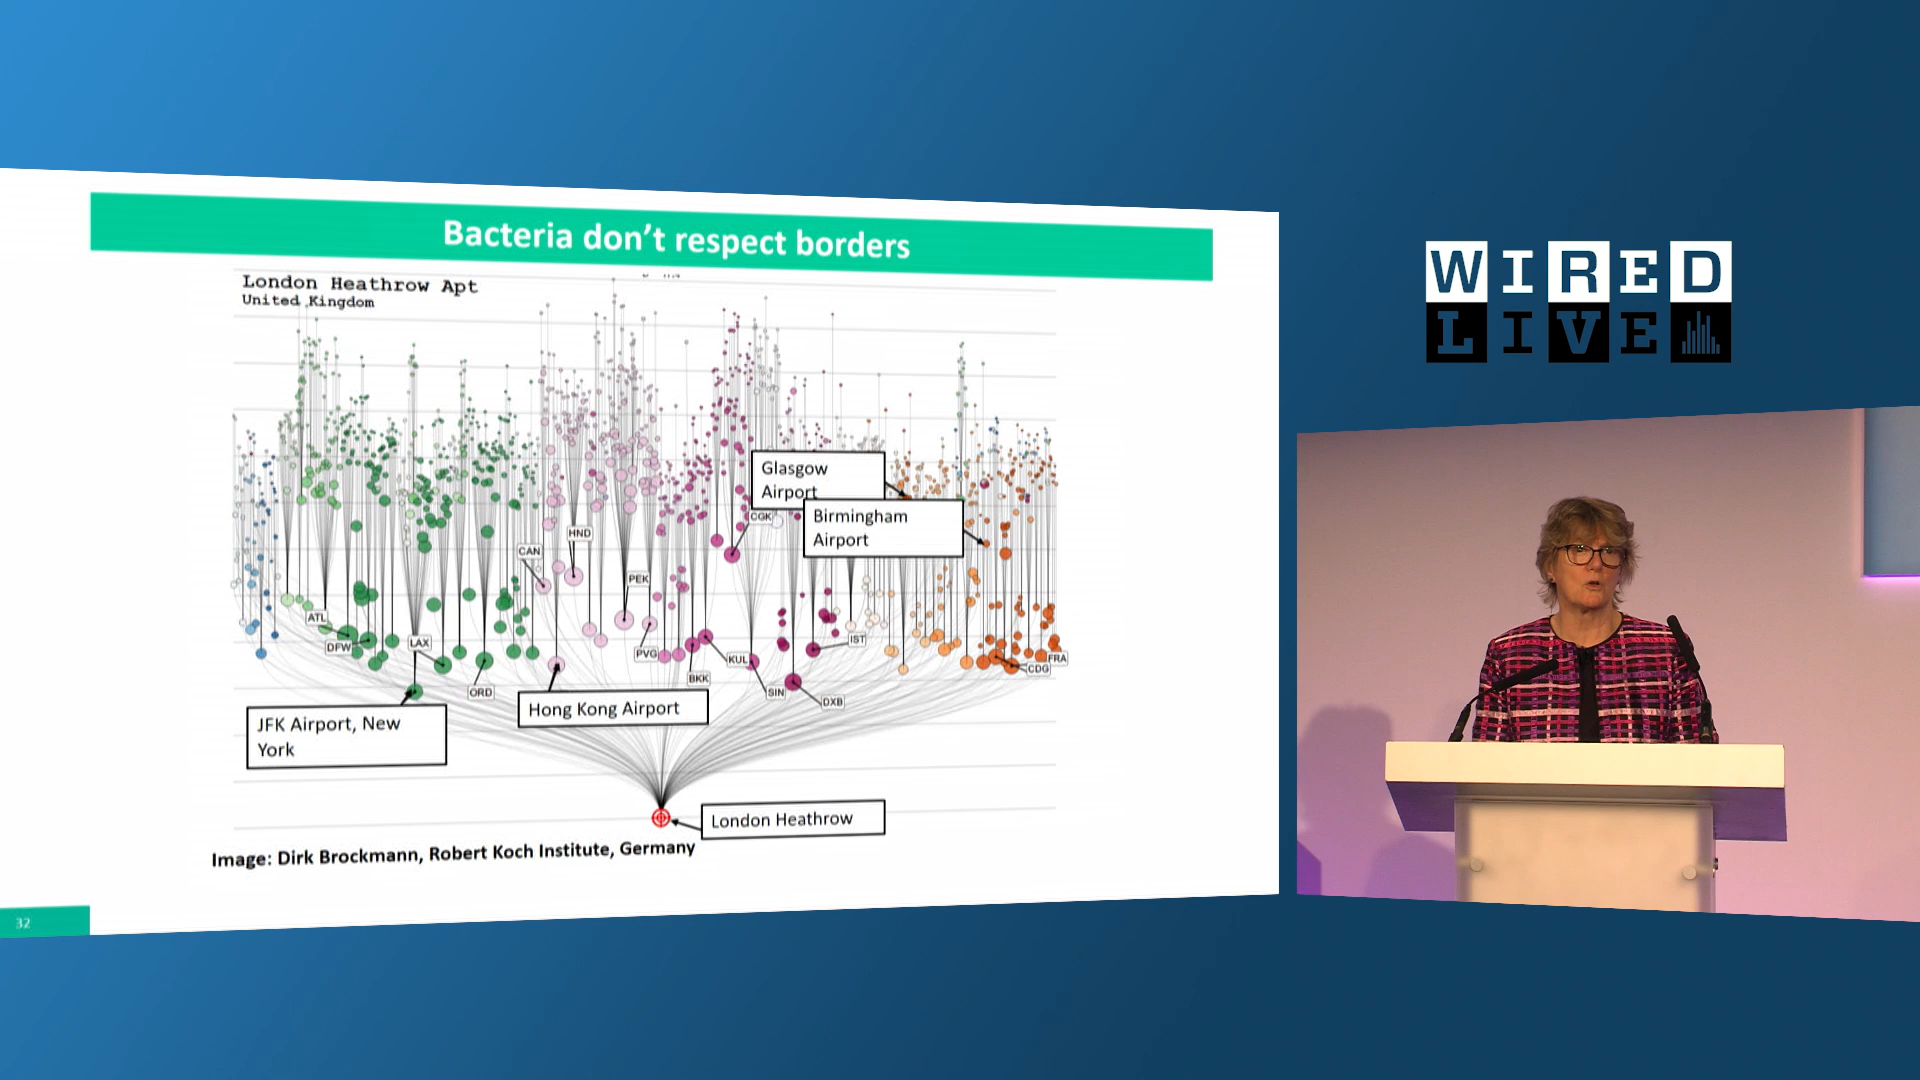 Bacteria don't respect borders
London Heathrow Apt
United Kingdom
Glasgow
Airport
Birmingham
Airport
CGK
HND
CAN
PEK
ATL
DFW
LAX
ORD
PVG
BKK
KUL
SIN
DXB
IST
CDG
FRA
Hong Kong Airport
JFK Airport, New
York
London Heathrow
Image: Dirk Brockmann, Robert Koch Institute, Germany
32
WIRED
LIVE